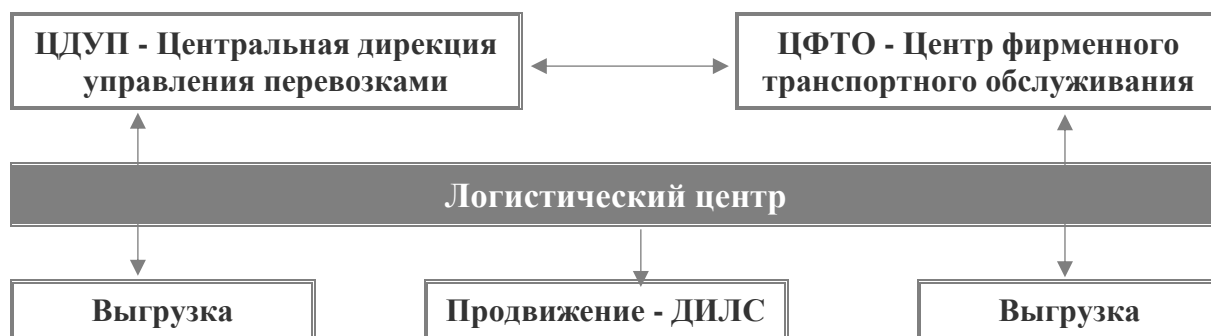 ЦДУП - Центральная дирекция
управления перевозками
ЦФТО - Центр фирменного
транспортного обслуживания
Логистический центр
Выгрузка
Продвижение - ДИЛС
Выгрузка